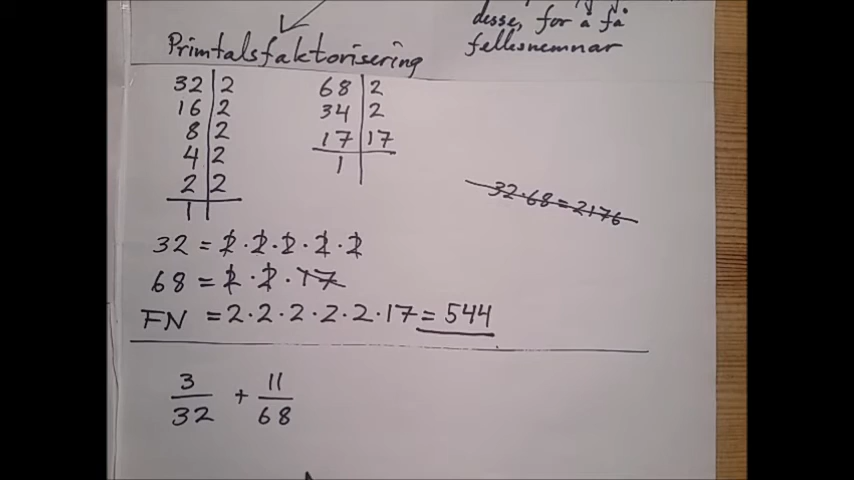 desse, for å få
fellesnemnar
Primtalsfaktorisering
32 | 2
16 | 2
8 | 2
4 | 2
2 | 2
1
68 | 2
34 | 2
17 | 17
1
32·68=2176
32 = 2·2·2·2·2
68 = 2·2·17
FN = 2·2·2·2·2·17 = 544
3/32 + 11/68